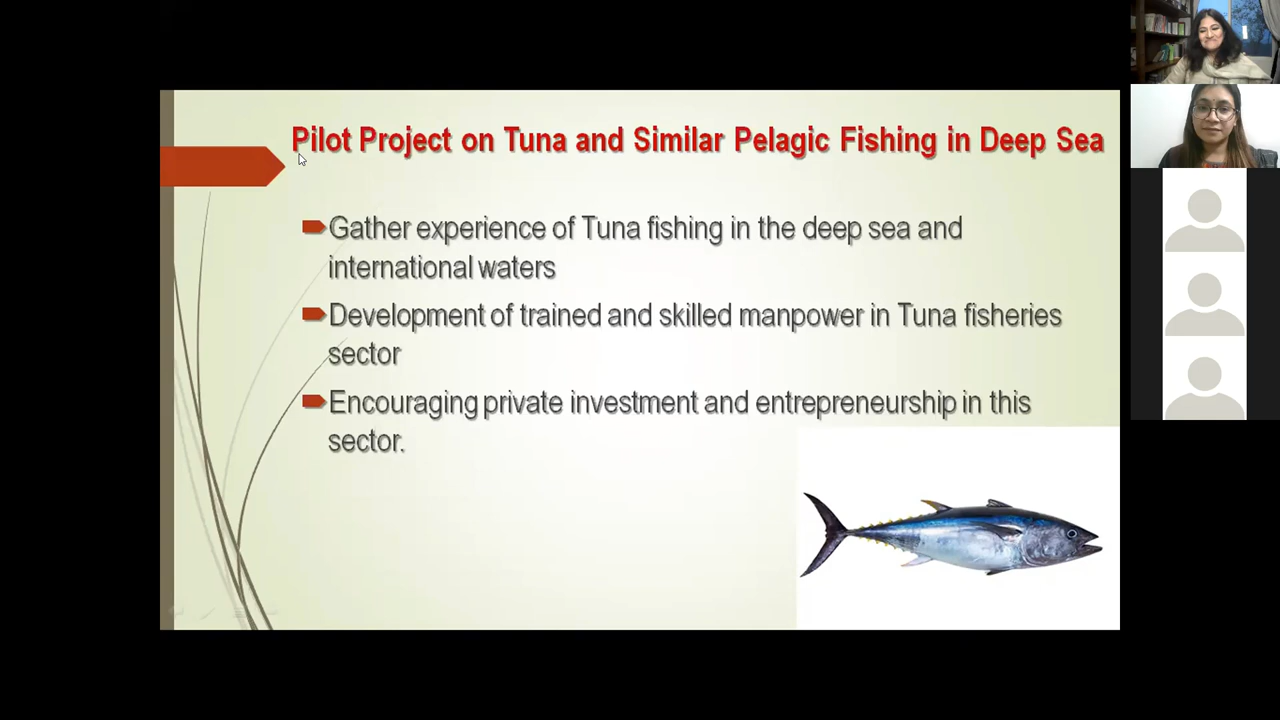 Pilot Project on Tuna and Similar Pelagic Fishing in Deep Sea
Gather experience of Tuna fishing in the deep sea and
international waters
Development of trained and skilled manpower in Tuna fisheries
sector
Encouraging private investment and entrepreneurship in this
sector.